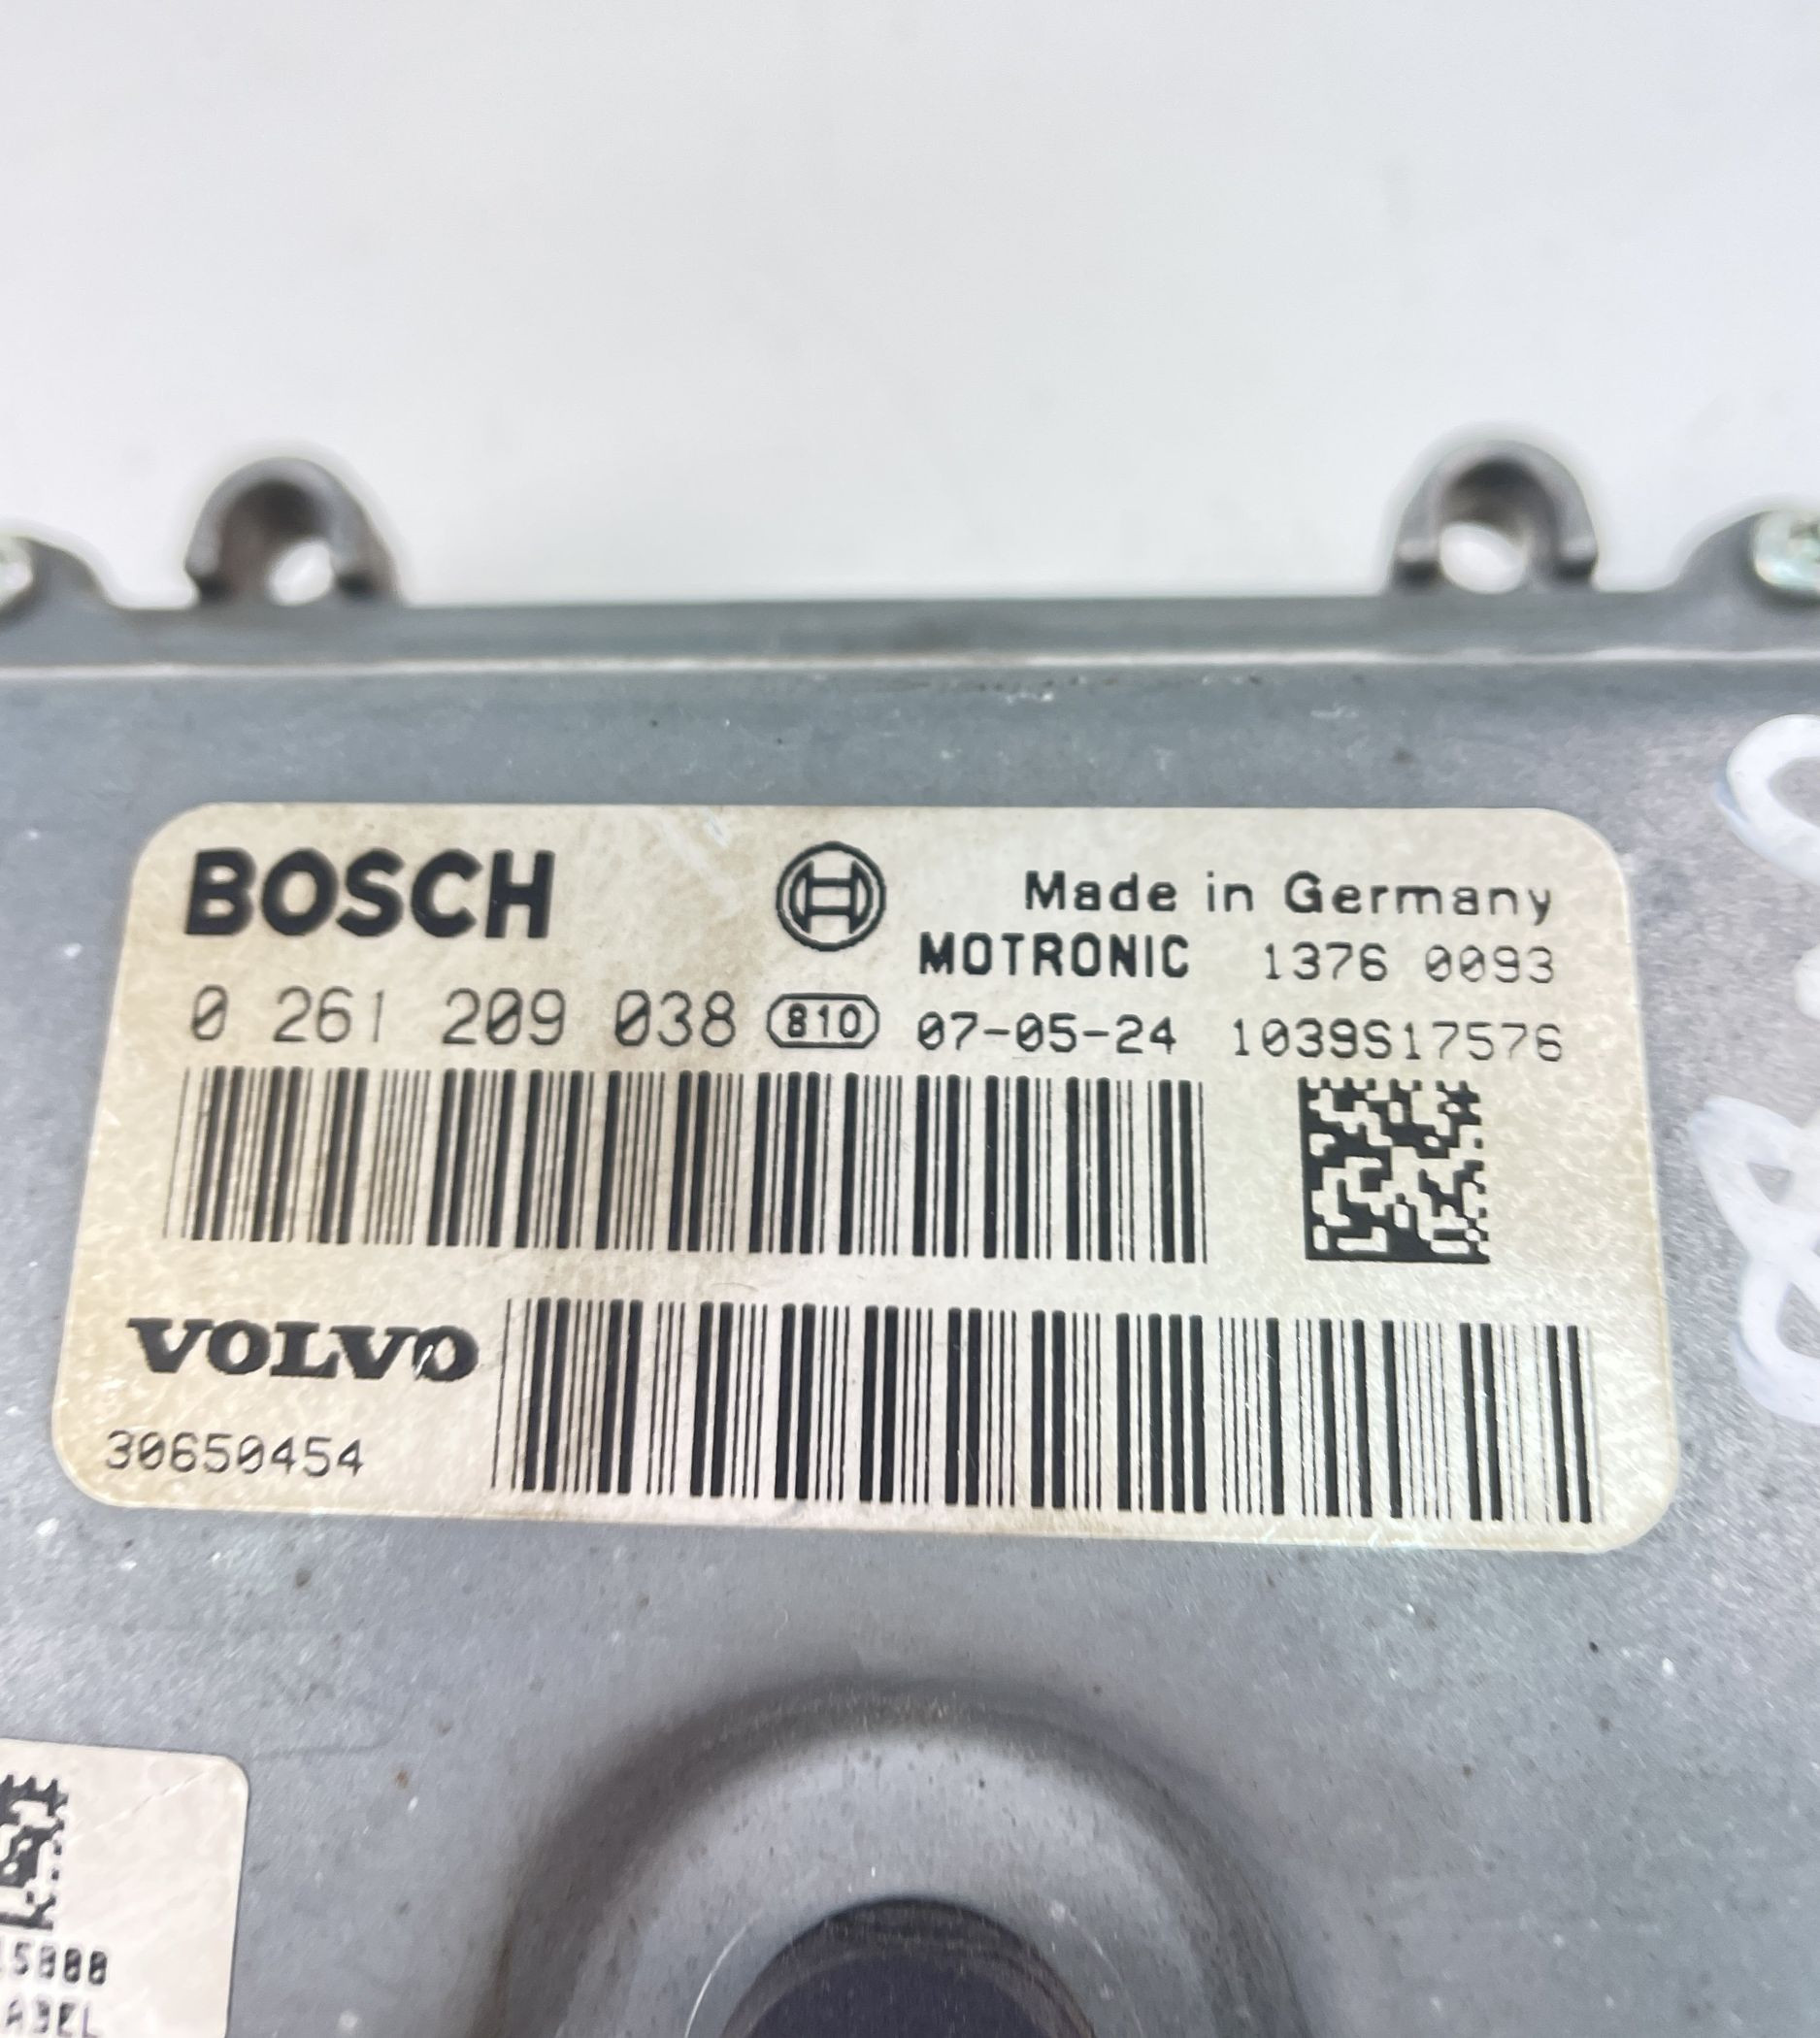 BOSCH
Made in Germany
MOTRONIC 1376 0093
0 261 209 038 810 07-05-24 1039S17576
VOLVO
30650454